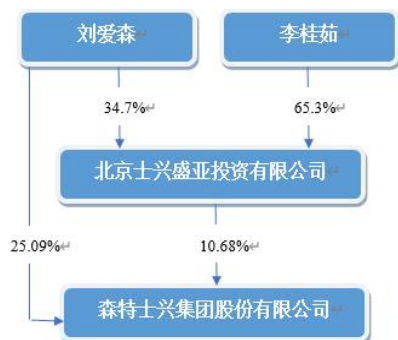 刘爱森
李桂茹
34.7%
65.3%
北京士兴盛亚投资有限公司
25.09%
10.68%
森特士兴集团股份有限公司